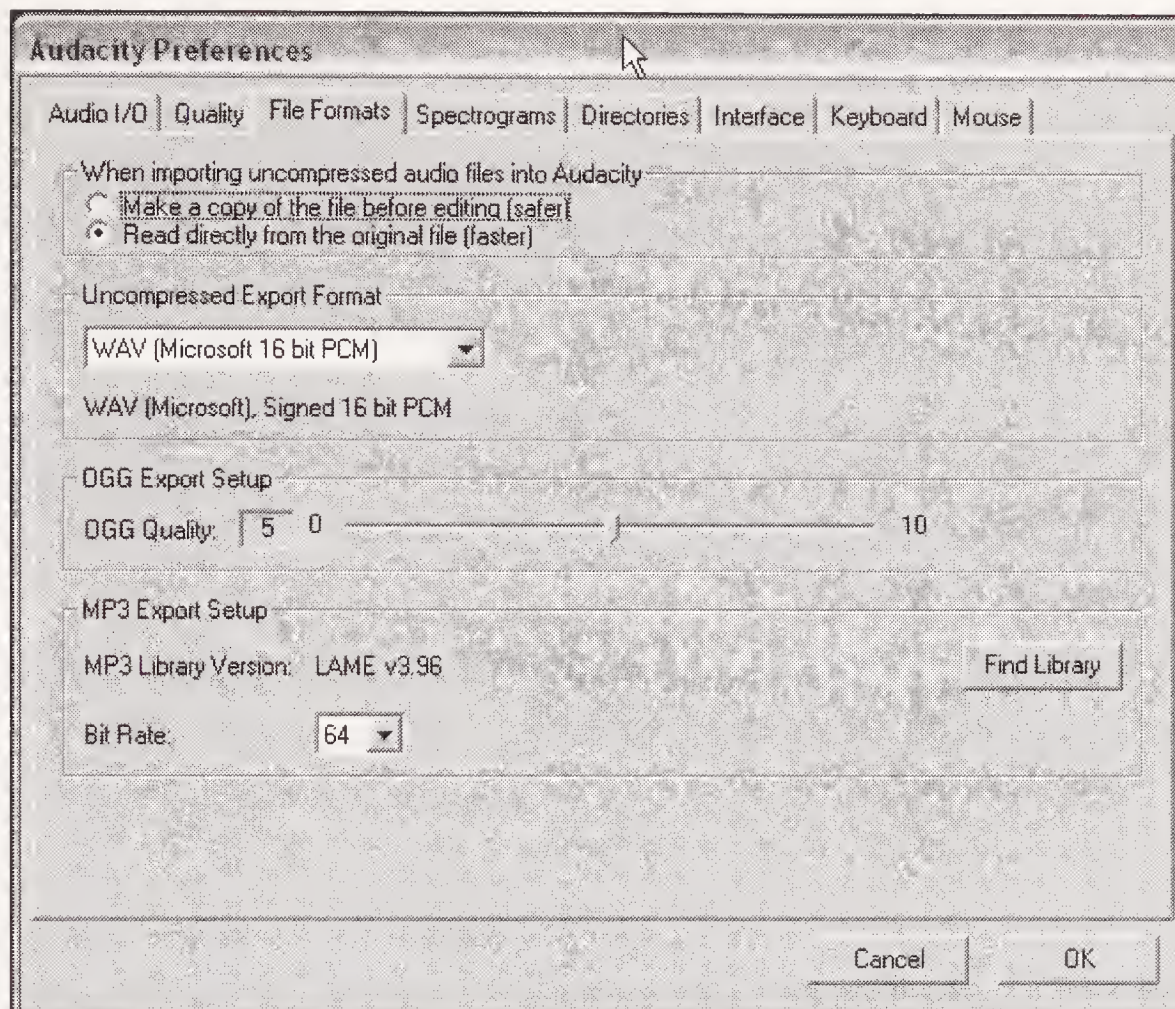 Audacity Preferences
Audio I/O Quality File Formats Spectrograms Directories Interface Keyboard Mouse
When importing uncompressed audio files into Audacity
Make a copy of the file before editing (safer)
Read directly from the original file (faster)
Uncompressed Export Format
WAV (Microsoft 16 bit PCM)
WAV (Microsoft), Signed 16 bit PCM
OGG Export Setup
OGG Quality: 5 0 10
MP3 Export Setup
MP3 Library Version: LAME v3.96 Find Library
Bit Rate: 64
Cancel OK